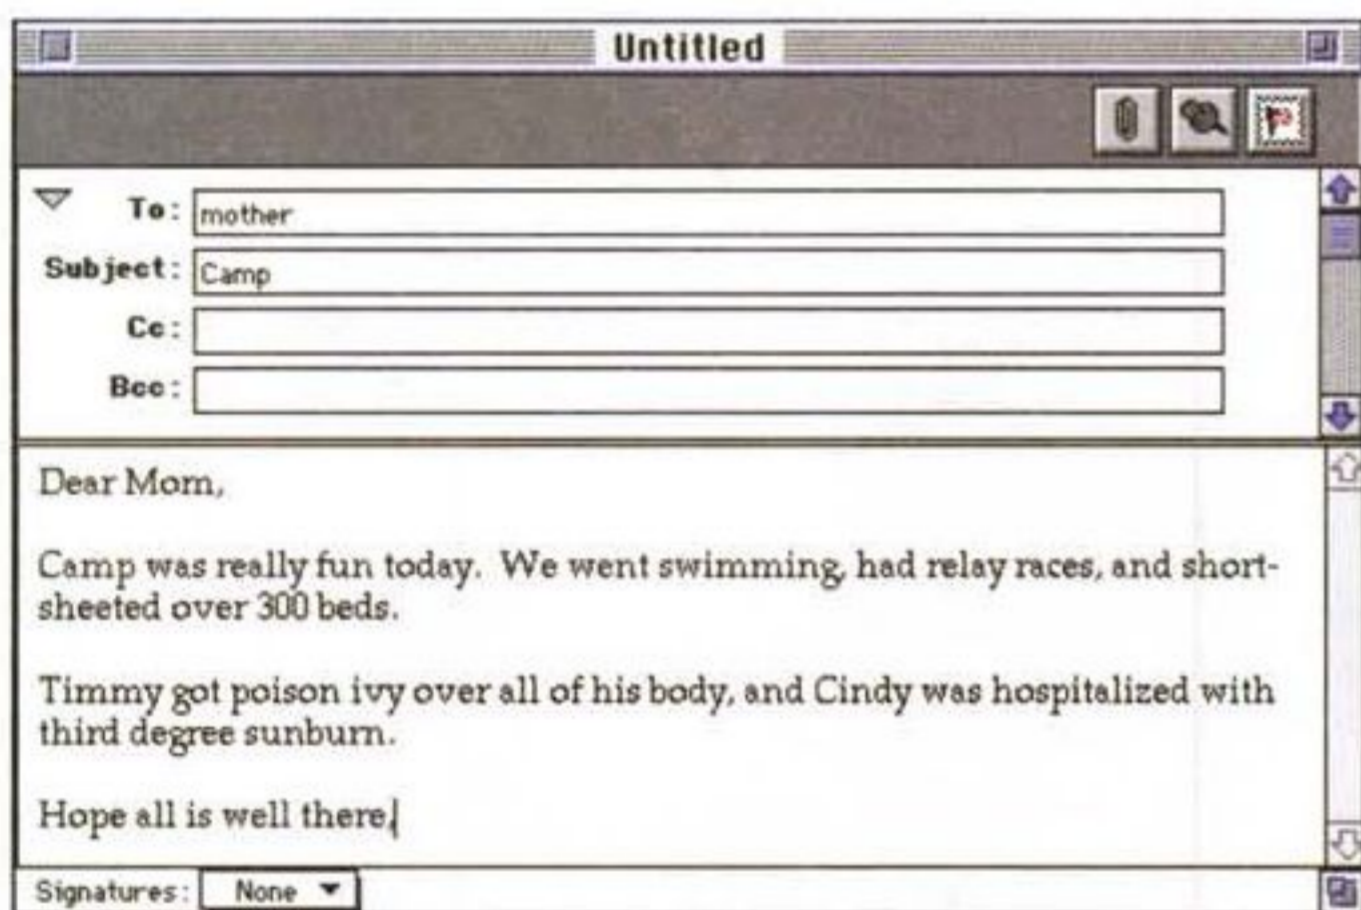 Untitled
To: mother
Subject: Camp
Cc:
Bcc:
Dear Mom,
Camp was really fun today.  We went swimming, had relay races, and short-
sheeted over 300 beds.
Timmy got poison ivy over all of his body, and Cindy was hospitalized with
third degree sunburn.
Hope all is well there,
Signatures: None